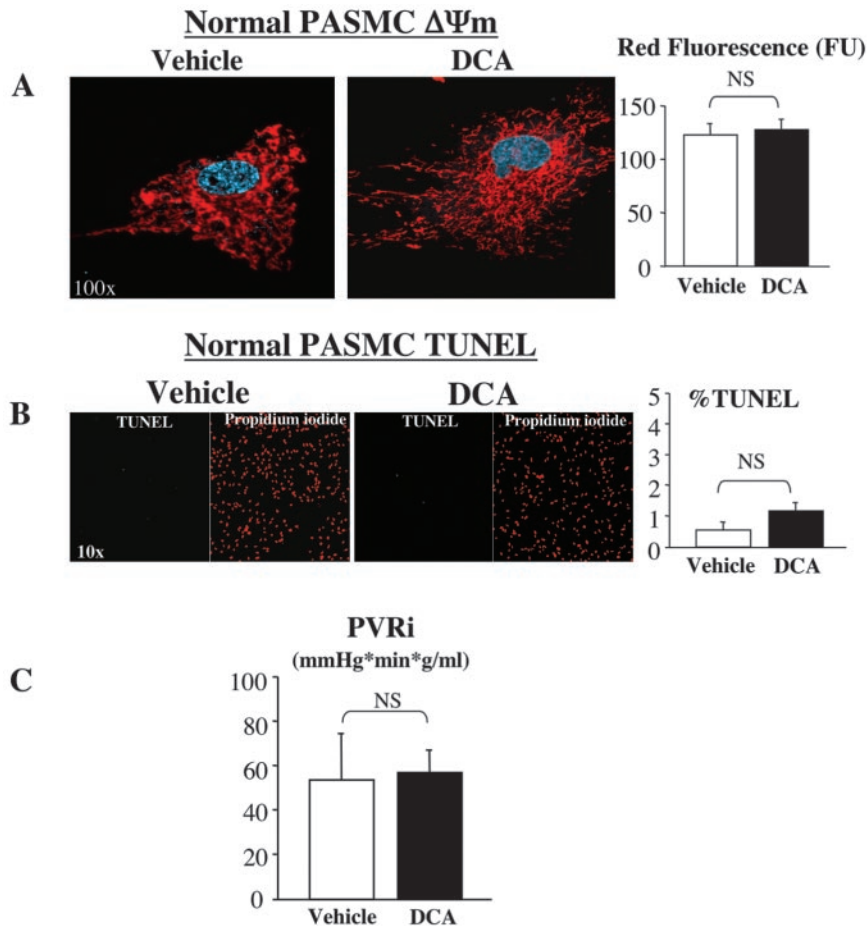 Normal PASMC ΔΨm
Vehicle
DCA
Red Fluorescence (FU)
A
100x
NS
150
100
50
0
Vehicle
DCA
Normal PASMC TUNEL
Vehicle
DCA
B
TUNEL
Propidium iodide
TUNEL
Propidium iodide
10x
%TUNEL
NS
5
4
3
2
1
0
Vehicle
DCA
PVRi
(mmHg*min*g/ml)
C
NS
100
80
60
40
20
0
Vehicle
DCA